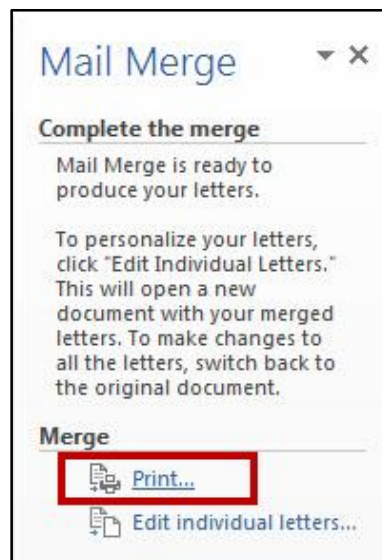 Mail Merge
Complete the merge
Mail Merge is ready to
produce your letters.
To personalize your letters,
click "Edit Individual Letters."
This will open a new
document with your merged
letters. To make changes to
all the letters, switch back to
the original document.
Merge
Print...
Edit individual letters...